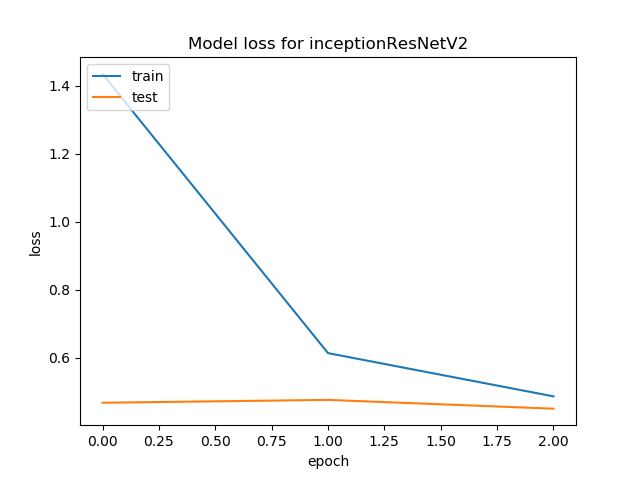 Model loss for inceptionResNetV2
train
test
1.4
1.2
1.0
0.8
0.6
loss
0.00 0.25 0.50 0.75 1.00 1.25 1.50 1.75 2.00
epoch